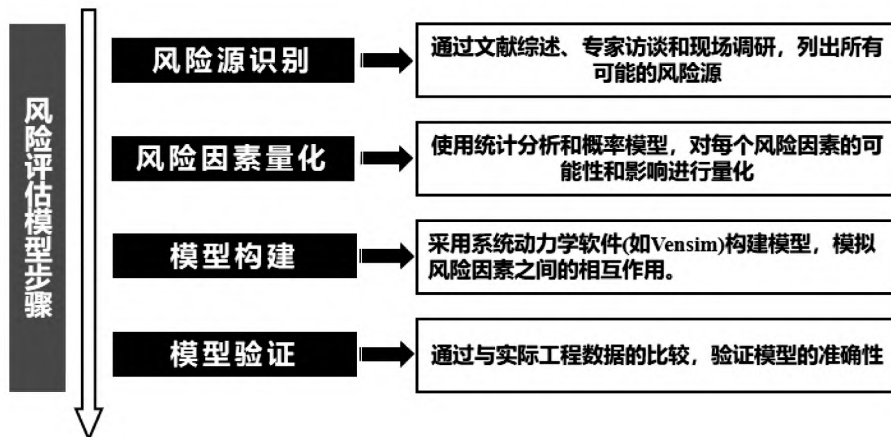 风险评估模型步骤
风险源识别
通过文献综述、专家访谈和现场调研，列出所有
可能的风险源
风险因素量化
使用统计分析和概率模型，对每个风险因素的可
能性和影响进行量化
模型构建
采用系统动力学软件(如Vensim)构建模型，模拟
风险因素之间的相互作用。
模型验证
通过与实际工程数据的比较，验证模型的准确性